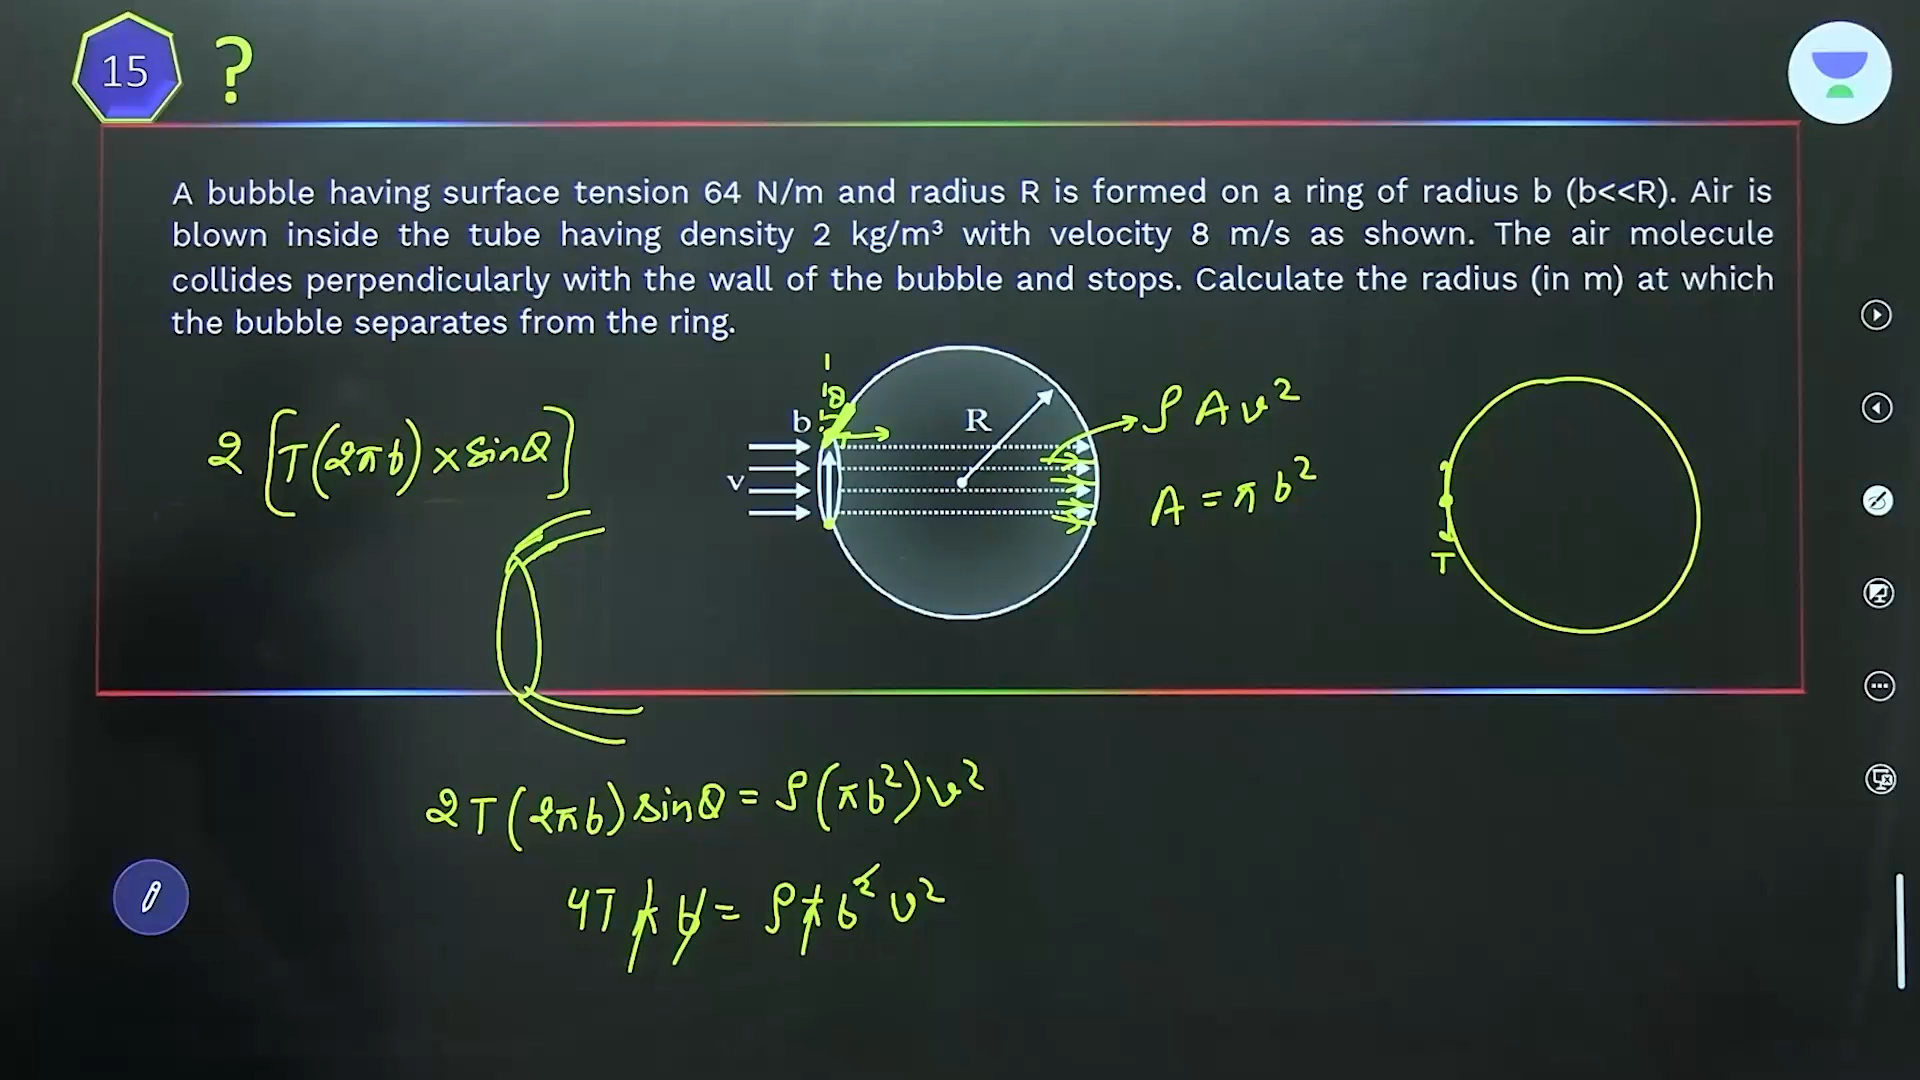 15 ?
A bubble having surface tension 64 N/m and radius R is formed on a ring of radius b (b<<R). Air is
blown inside the tube having density 2 kg/m³ with velocity 8 m/s as shown. The air molecule
collides perpendicularly with the wall of the bubble and stops. Calculate the radius (in m) at which
the bubble separates from the ring.
θ
b
R
v
ρAv²
A = πb²
2[T(2πb) × sinθ]
T
2T(2πb) sinθ = ρ(πb²)v²
4Tπb = ρπb²v²